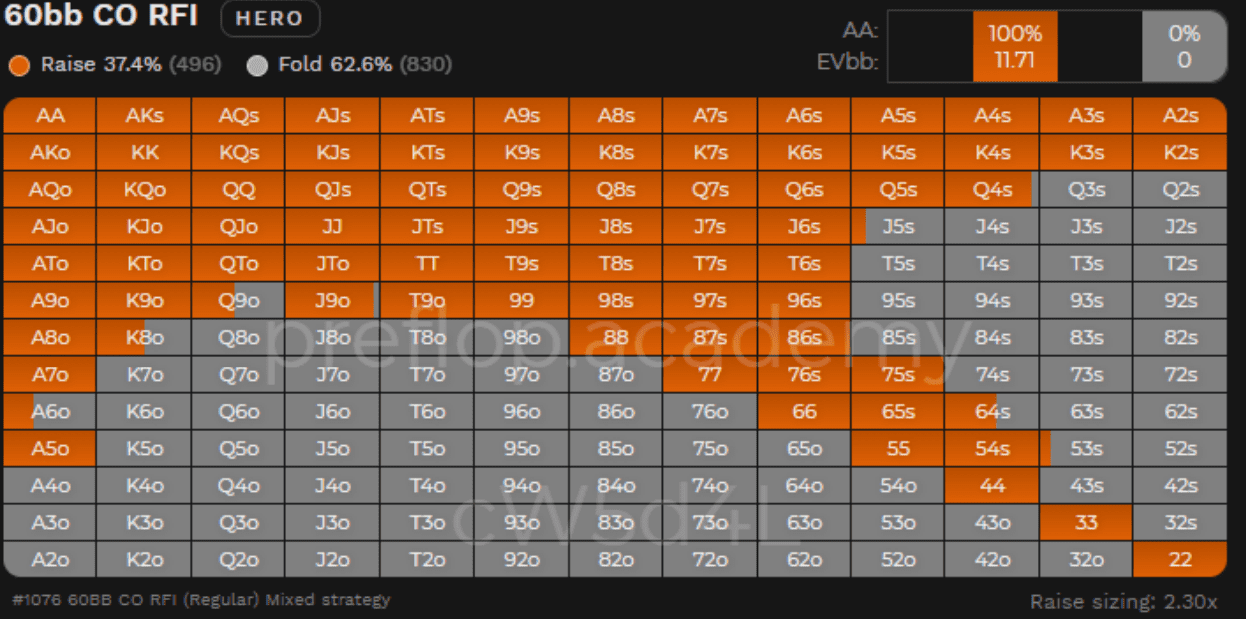 60bb CO RFI HERO
Raise 37.4% (496) Fold 62.6% (830)
AA: 100% 0%
EVbb: 11.71 0
AA AKs AQs AJs ATs A9s A8s A7s A6s A5s A4s A3s A2s
AKo KK KQs KJs KTs K9s K8s K7s K6s K5s K4s K3s K2s
AQo KQo QQ QJs QTs Q9s Q8s Q7s Q6s Q5s Q4s Q3s Q2s
AJo KJo QJo JJ JTs J9s J8s J7s J6s J5s J4s J3s J2s
ATo KTo QTo JTo TT T9s T8s T7s T6s T5s T4s T3s T2s
A9o K9o Q9o J9o T9o 99 98s 97s 96s 95s 94s 93s 92s
A8o K8o Q8o J8o T8o 98o 88 87s 86s 85s 84s 83s 82s
preflop.academy
A7o K7o Q7o J7o T7o 97o 87o 77 76s 75s 74s 73s 72s
A6o K6o Q6o J6o T6o 96o 86o 76o 66 65s 64s 63s 62s
A5o K5o Q5o J5o T5o 95o 85o 75o 65o 55 54s 53s 52s
A4o K4o Q4o J4o T4o 94o 84o 74o 64o 54o 44 43s 42s
A3o K3o Q3o J3o T3o 93o 83o 73o 63o 53o 43o 33 32s
cW5d4L
A2o K2o Q2o J2o T2o 92o 82o 72o 62o 52o 42o 32o 22
#1076 60BB CO RFI (Regular) Mixed strategy Raise sizing: 2.30x